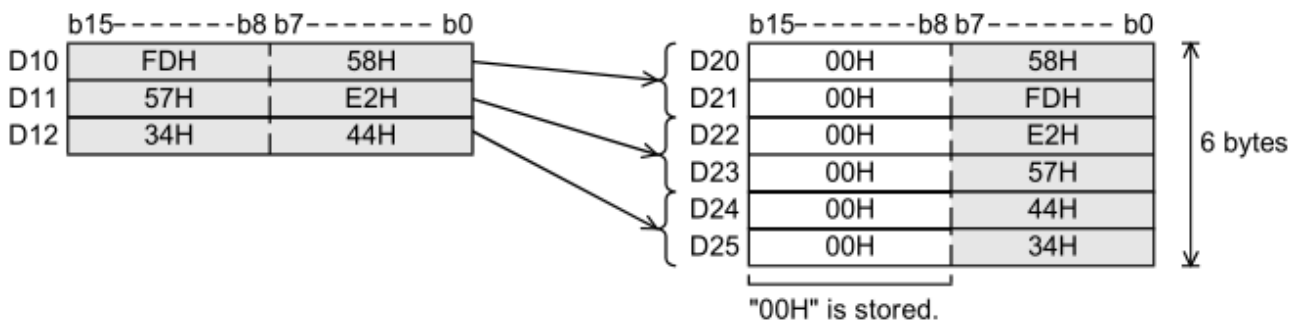 b15-------b8 b7------- b0 b15-------b8 b7------- b0
D10 FDH 58H D20 00H 58H
D11 57H E2H D21 00H FDH
D12 34H 44H D22 00H E2H
D23 00H 57H
D24 00H 44H
D25 00H 34H
6 bytes
"00H" is stored.